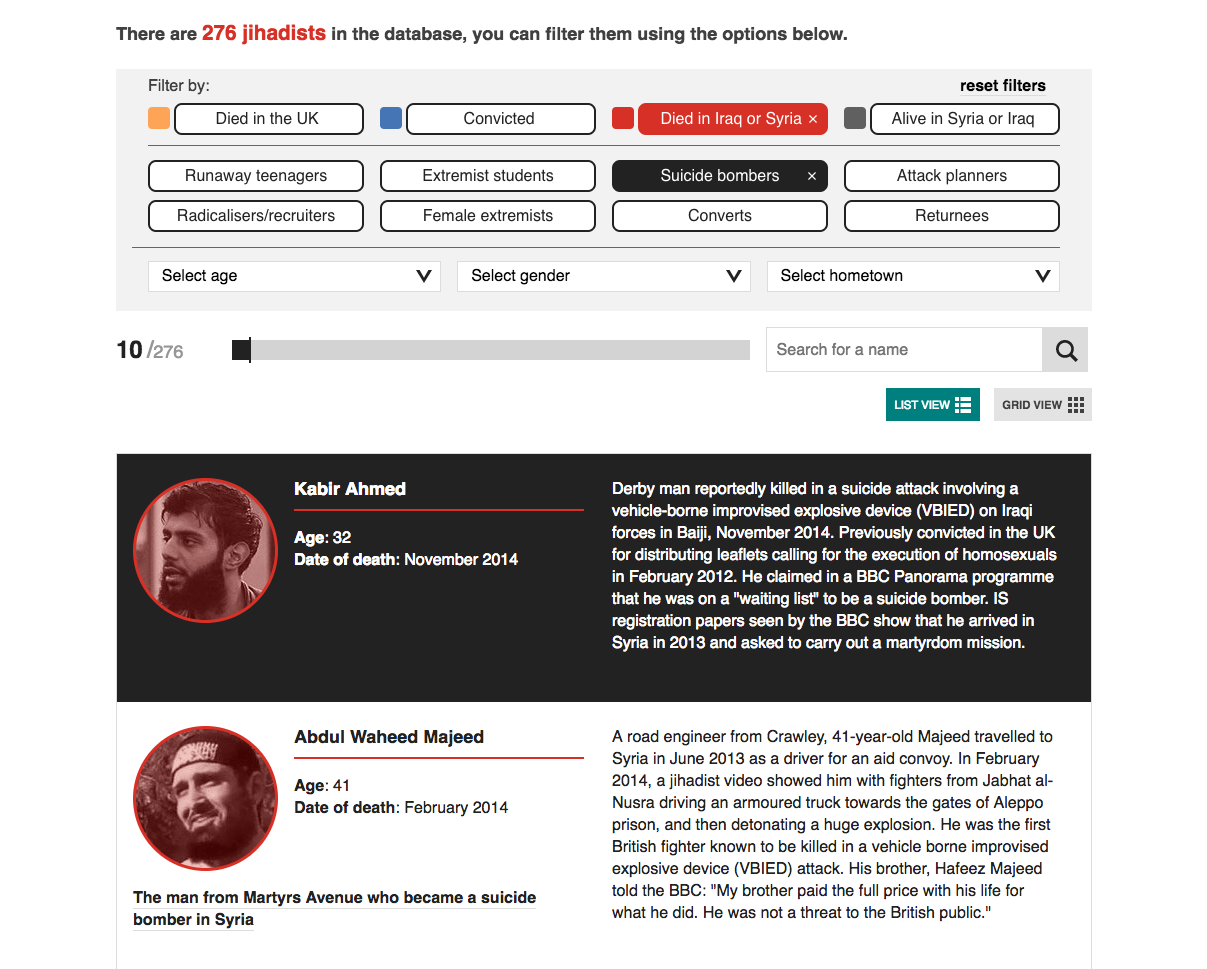 There are 276 jihadists in the database, you can filter them using the options below.
Filter by:
reset filters
Died in the UK
Convicted
Died in Iraq or Syria ×
Alive in Syria or Iraq
Runaway teenagers
Extremist students
Suicide bombers ×
Attack planners
Radicalisers/recruiters
Female extremists
Converts
Returnees
Select age
Select gender
Select hometown
10 /276
Search for a name
LIST VIEW
GRID VIEW
Kabir Ahmed
Age: 32
Date of death: November 2014
Derby man reportedly killed in a suicide attack involving a
vehicle-borne improvised explosive device (VBIED) on Iraqi
forces in Baiji, November 2014. Previously convicted in the UK
for distributing leaflets calling for the execution of homosexuals
in February 2012. He claimed in a BBC Panorama programme
that he was on a "waiting list" to be a suicide bomber. IS
registration papers seen by the BBC show that he arrived in
Syria in 2013 and asked to carry out a martyrdom mission.
Abdul Waheed Majeed
Age: 41
Date of death: February 2014
The man from Martyrs Avenue who became a suicide
bomber in Syria
A road engineer from Crawley, 41-year-old Majeed travelled to
Syria in June 2013 as a driver for an aid convoy. In February
2014, a jihadist video showed him with fighters from Jabhat al-
Nusra driving an armoured truck towards the gates of Aleppo
prison, and then detonating a huge explosion. He was the first
British fighter known to be killed in a vehicle borne improvised
explosive device (VBIED) attack. His brother, Hafeez Majeed
told the BBC: "My brother paid the full price with his life for
what he did. He was not a threat to the British public."